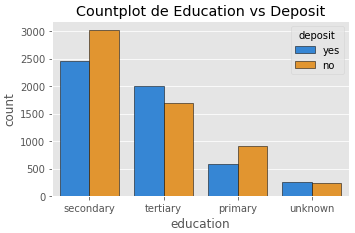 Countplot de Education vs Deposit
3000
2500
2000
1500
1000
500
0
count
deposit
yes
no
secondary tertiary primary unknown
education